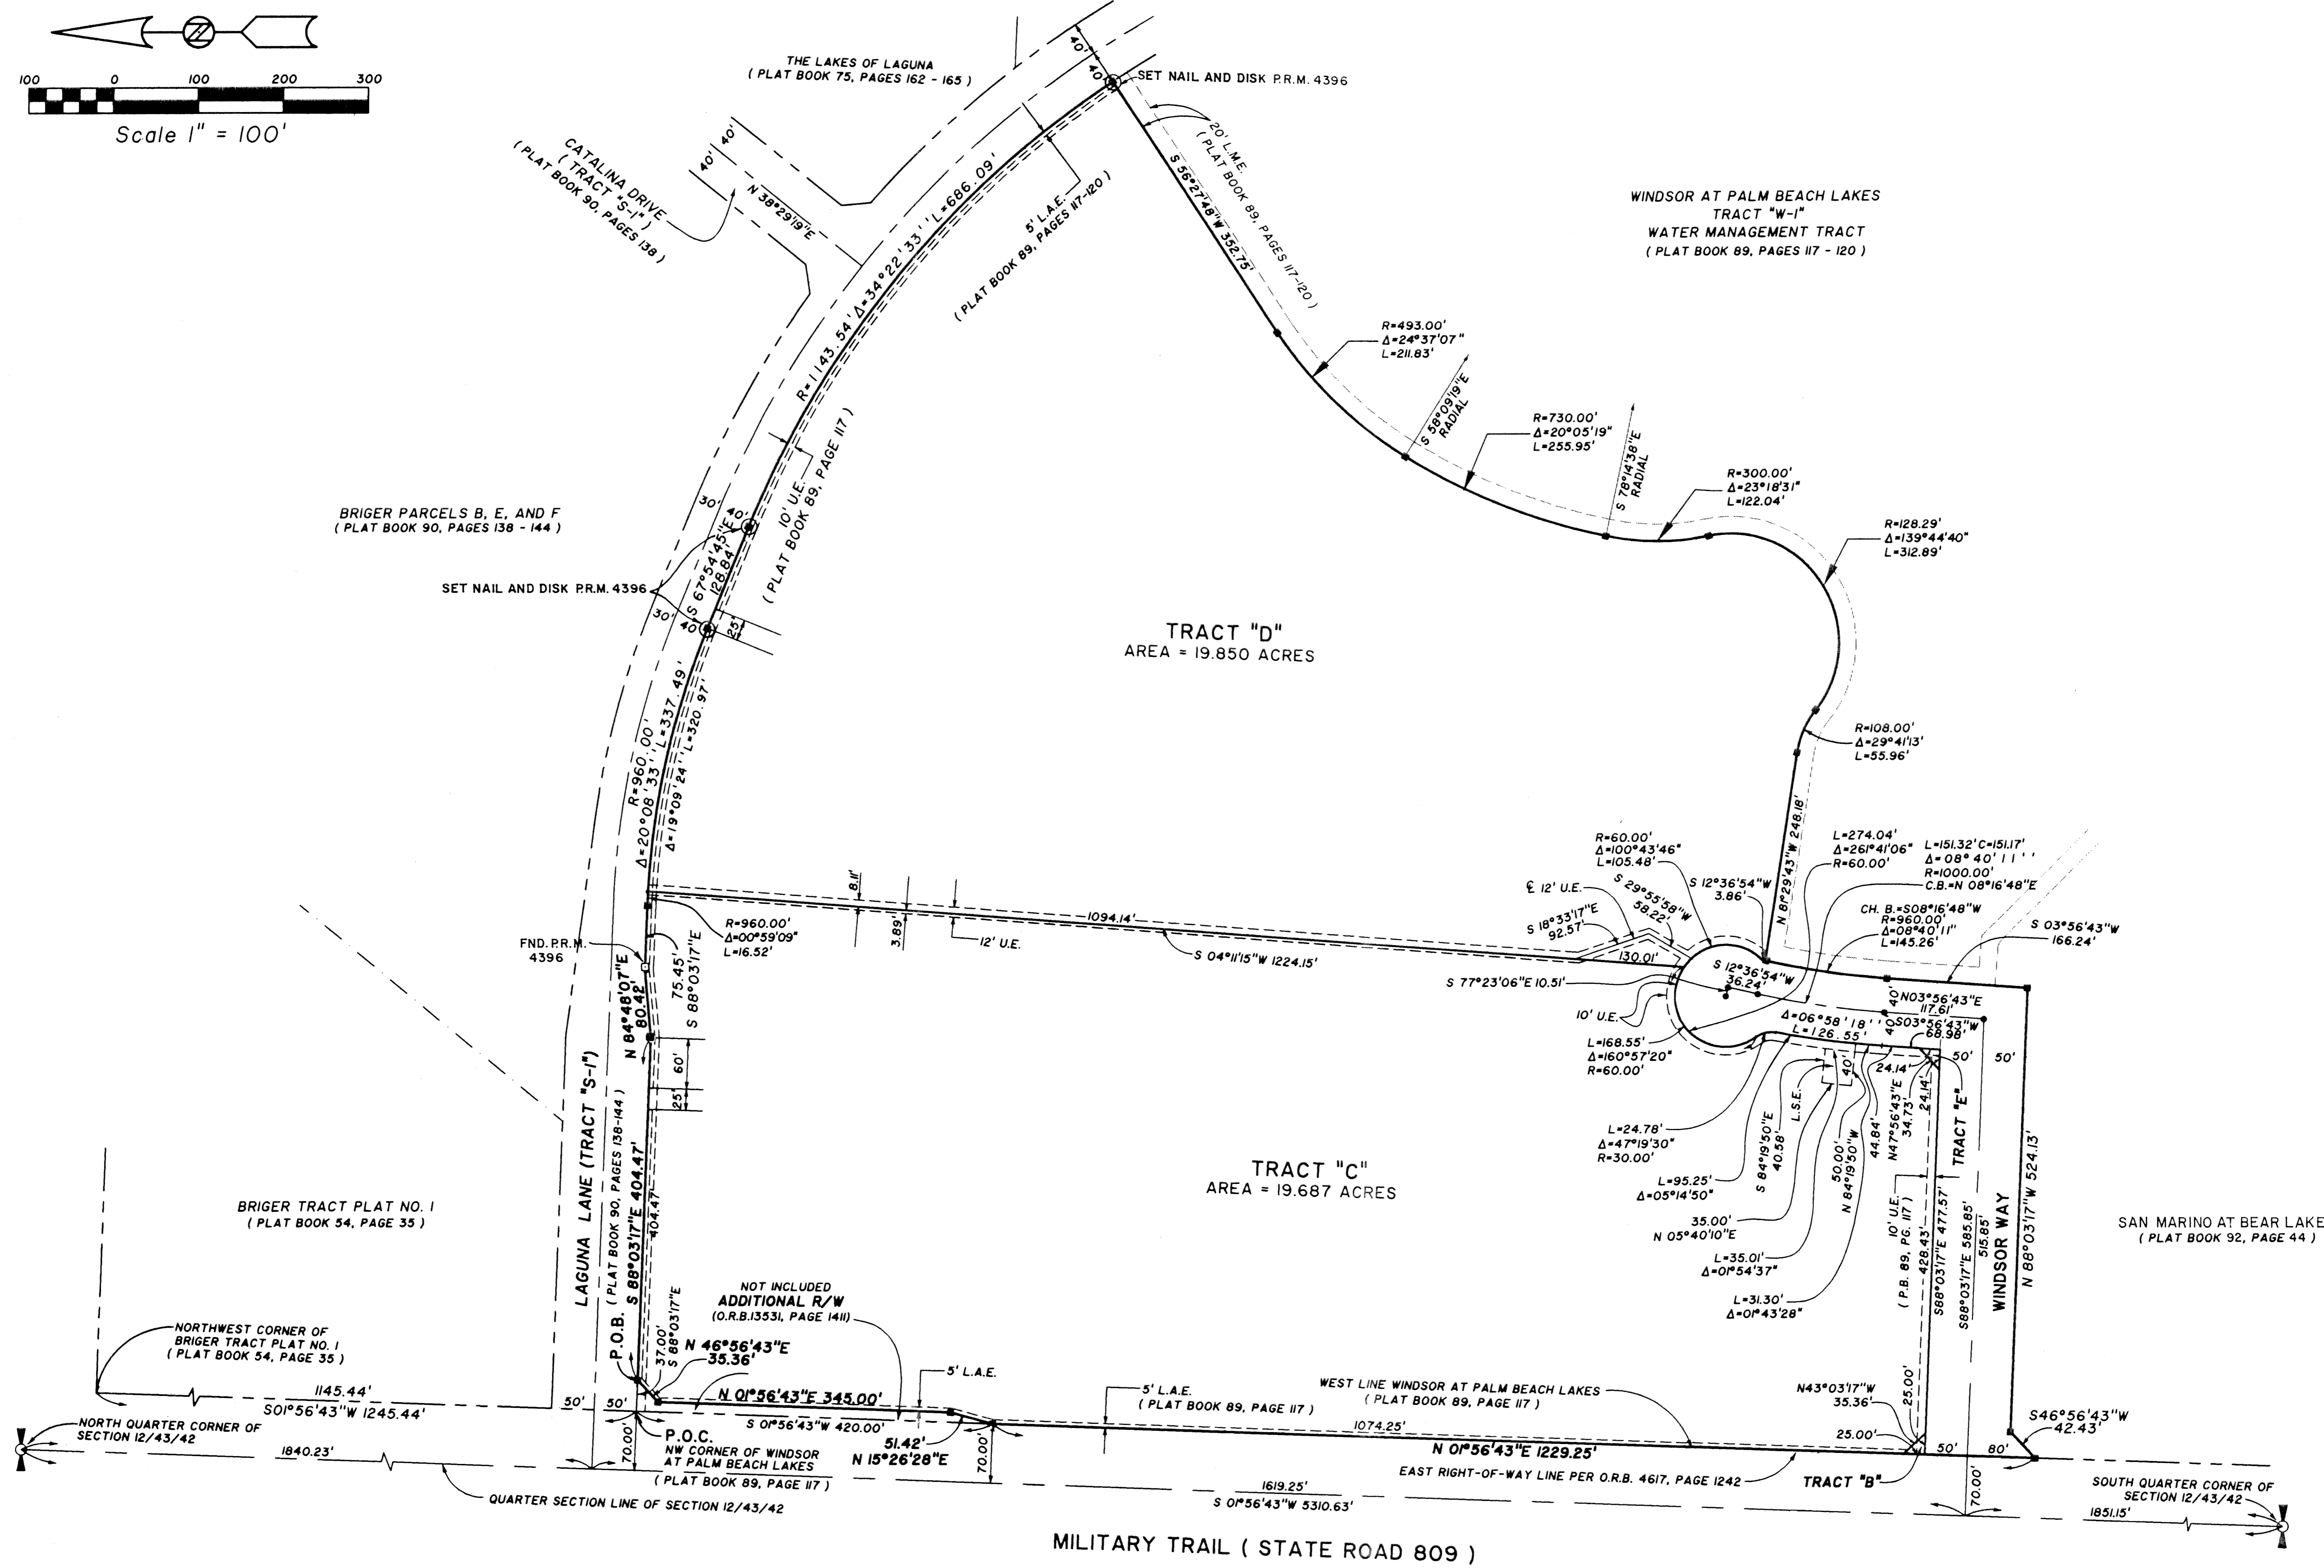 100 0 100 200 300
Scale 1" = 100'
THE LAKES OF LAGUNA
( PLAT BOOK 75, PAGES 162 - 165 )
40'
40'
SET NAIL AND DISK P.R.M. 4396
CATALINA DRIVE
( TRACT "S-1")
( PLAT BOOK 90, PAGES 138 )
40' 40'
N 38°29'19"E
R=1143.54' Δ=34°22'33'' L=686.09'
5' L.A.E.
( PLAT BOOK 89, PAGES 117-120 )
20' L.M.E.
( PLAT BOOK 89, PAGES 117-120 )
S 56°27'48"W 352.75'
WINDSOR AT PALM BEACH LAKES
TRACT "W-1"
WATER MANAGEMENT TRACT
( PLAT BOOK 89, PAGES 117 - 120 )
R=493.00'
Δ=24°37'07"
L=211.83'
S 58°09'19"E
RADIAL
R=730.00'
Δ=20°05'19"
L=255.95'
S 78°14'38"E
RADIAL
R=300.00'
Δ=23°18'31"
L=122.04'
R=128.29'
Δ=139°44'40"
L=312.89'
BRIGER PARCELS B, E, AND F
( PLAT BOOK 90, PAGES 138 - 144 )
30'
40'
10' U.E.
( PLAT BOOK 89, PAGE 117 )
SET NAIL AND DISK P.R.M. 4396
S 67°54'45"E
128.84'
30'
40'
25'
TRACT "D"
AREA = 19.850 ACRES
R=108.00'
Δ=29°41'13"
L=55.96'
R=960.00'
Δ=20°08'33'' L=337.49'
Δ=19°09'24'' L=320.97'
N 81°29'43"W 248.18'
R=60.00'
Δ=100°43'46"
L=105.48'
L=274.04'
Δ=261°41'06"
R=60.00'
L=151.32' C=151.17'
Δ=08°40'11''
R=1000.00'
C.B.=N 08°16'48"E
CH. B.=S08°16'48"W
R=960.00'
Δ=08°40'11"
L=145.26'
S 03°56'43"W
166.24'
S 12°36'54"W
3.86'
℄ 12' U.E.
S 29°55'58"W
58.22'
S 18°33'17"E
92.57'
130.01'
8.11'
3.89'
1094.14'
12' U.E.
S 04°11'15"W 1224.15'
R=960.00'
Δ=00°59'09"
L=16.52'
FND. P.R.M.
4396
75.45'
S 88°03'17"E
N 84°48'07"E
80.42'
60'
25'
S 77°23'06"E 10.51'
S 12°36'54"W
36.24'
10' U.E.
40'
N03°56'43"E
117.61'
40'
S03°56'43"W
68.98'
Δ=06°58'18''
L=126.55'
L=168.55'
Δ=160°57'20"
R=60.00'
50'
50'
24.14'
24.14'
N47°56'43"E
34.73'
TRACT "E"
L=24.78'
Δ=47°19'30"
R=30.00'
S 84°19'50"E
40.58'
L.S.E.
40'
50.00'
N 84°19'50"W
44.84'
L=95.25'
Δ=05°14'50"
35.00'
N 05°40'10"E
L=35.01'
Δ=01°54'37"
L=31.30'
Δ=01°43'28"
10' U.E.
( P.B. 89, PG. 117 )
428.43'
S88°03'17"E 477.57'
S88°03'17"E 585.85'
515.85'
WINDSOR WAY
N 88°03'17"W 524.13'
SAN MARINO AT BEAR LAKE
( PLAT BOOK 92, PAGE 44 )
TRACT "C"
AREA = 19.687 ACRES
BRIGER TRACT PLAT NO. 1
( PLAT BOOK 54, PAGE 35 )
LAGUNA LANE (TRACT "S-1")
( PLAT BOOK 90, PAGES 138-144 )
S 88°03'17"E 404.47'
404.47'
P.O.B.
37.00'
S 88°03'17"E
NOT INCLUDED
ADDITIONAL R/W
(O.R.B.13531, PAGE 1411)
N 46°56'43"E
35.36'
N 01°56'43"E 345.00'
5' L.A.E.
NORTHWEST CORNER OF
BRIGER TRACT PLAT NO. 1
( PLAT BOOK 54, PAGE 35 )
1145.44'
S01°56'43"W 1245.44'
50' 50'
S 01°56'43"W 420.00'
51.42'
N 15°26'28"E
5' L.A.E.
( PLAT BOOK 89, PAGE 117 )
WEST LINE WINDSOR AT PALM BEACH LAKES
( PLAT BOOK 89, PAGE 117 )
1074.25'
N 01°56'43"E 1229.25'
N43°03'17"W
35.36'
25.00'
25.00'
50' 80'
S46°56'43"W
42.43'
NORTH QUARTER CORNER OF
SECTION 12/43/42
1840.23'
70.00'
P.O.C.
NW CORNER OF WINDSOR
AT PALM BEACH LAKES
( PLAT BOOK 89, PAGE 117 )
70.00'
EAST RIGHT-OF-WAY LINE PER O.R.B. 4617, PAGE 1242
TRACT "B"
QUARTER SECTION LINE OF SECTION 12/43/42
1619.25'
S 01°56'43"W 5310.63'
70.00'
SOUTH QUARTER CORNER OF
SECTION 12/43/42
1851.15'
MILITARY TRAIL ( STATE ROAD 809 )